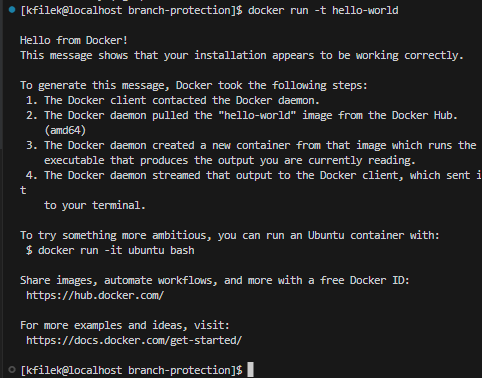 [kfilek@localhost branch-protection]$ docker run -t hello-world

Hello from Docker!
This message shows that your installation appears to be working correctly.

To generate this message, Docker took the following steps:
 1. The Docker client contacted the Docker daemon.
 2. The Docker daemon pulled the "hello-world" image from the Docker Hub.
    (amd64)
 3. The Docker daemon created a new container from that image which runs the
    executable that produces the output you are currently reading.
 4. The Docker daemon streamed that output to the Docker client, which sent i
t
    to your terminal.

To try something more ambitious, you can run an Ubuntu container with:
 $ docker run -it ubuntu bash

Share images, automate workflows, and more with a free Docker ID:
 https://hub.docker.com/

For more examples and ideas, visit:
 https://docs.docker.com/get-started/

[kfilek@localhost branch-protection]$